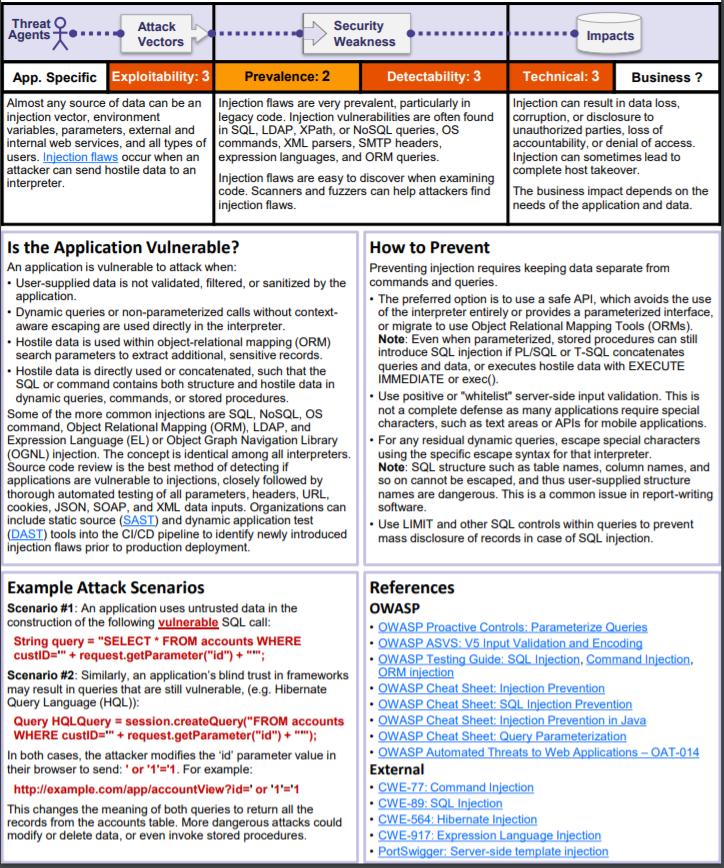 Threat
Agents
Attack
Vectors
Security
Weakness
Impacts
App. Specific
Exploitability: 3
Prevalence: 2
Detectability: 3
Technical: 3
Business ?
Almost any source of data can be an
injection vector, environment
variables, parameters, external and
internal web services, and all types of
users. Injection flaws occur when an
attacker can send hostile data to an
interpreter.
Injection flaws are very prevalent, particularly in
legacy code. Injection vulnerabilities are often found
in SQL, LDAP, XPath, or NoSQL queries, OS
commands, XML parsers, SMTP headers,
expression languages, and ORM queries.
Injection flaws are easy to discover when examining
code. Scanners and fuzzers can help attackers find
injection flaws.
Injection can result in data loss,
corruption, or disclosure to
unauthorized parties, loss of
accountability, or denial of access.
Injection can sometimes lead to
complete host takeover.
The business impact depends on the
needs of the application and data.
Is the Application Vulnerable?
An application is vulnerable to attack when:
• User-supplied data is not validated, filtered, or sanitized by the
application.
• Dynamic queries or non-parameterized calls without context-
aware escaping are used directly in the interpreter.
• Hostile data is used within object-relational mapping (ORM)
search parameters to extract additional, sensitive records.
• Hostile data is directly used or concatenated, such that the
SQL or command contains both structure and hostile data in
dynamic queries, commands, or stored procedures.
Some of the more common injections are SQL, NoSQL, OS
command, Object Relational Mapping (ORM), LDAP, and
Expression Language (EL) or Object Graph Navigation Library
(OGNL) injection. The concept is identical among all interpreters.
Source code review is the best method of detecting if
applications are vulnerable to injections, closely followed by
thorough automated testing of all parameters, headers, URL,
cookies, JSON, SOAP, and XML data inputs. Organizations can
include static source (SAST) and dynamic application test
(DAST) tools into the CI/CD pipeline to identify newly introduced
injection flaws prior to production deployment.
How to Prevent
Preventing injection requires keeping data separate from
commands and queries.
• The preferred option is to use a safe API, which avoids the use
of the interpreter entirely or provides a parameterized interface,
or migrate to use Object Relational Mapping Tools (ORMs).
Note: Even when parameterized, stored procedures can still
introduce SQL injection if PL/SQL or T-SQL concatenates
queries and data, or executes hostile data with EXECUTE
IMMEDIATE or exec().
• Use positive or "whitelist" server-side input validation. This is
not a complete defense as many applications require special
characters, such as text areas or APIs for mobile applications.
• For any residual dynamic queries, escape special characters
using the specific escape syntax for that interpreter.
Note: SQL structure such as table names, column names, and
so on cannot be escaped, and thus user-supplied structure
names are dangerous. This is a common issue in report-writing
software.
• Use LIMIT and other SQL controls within queries to prevent
mass disclosure of records in case of SQL injection.
Example Attack Scenarios
Scenario #1: An application uses untrusted data in the
construction of the following vulnerable SQL call:
String query = "SELECT * FROM accounts WHERE
custID='" + request.getParameter("id") + "'";
Scenario #2: Similarly, an application's blind trust in frameworks
may result in queries that are still vulnerable, (e.g. Hibernate
Query Language (HQL)):
Query HQLQuery = session.createQuery("FROM accounts
WHERE custID='" + request.getParameter("id") + "'");
In both cases, the attacker modifies the 'id' parameter value in
their browser to send: ' or '1'='1. For example:
http://example.com/app/accountView?id=' or '1'='1
This changes the meaning of both queries to return all the
records from the accounts table. More dangerous attacks could
modify or delete data, or even invoke stored procedures.
References
OWASP
• OWASP Proactive Controls: Parameterize Queries
• OWASP ASVS: V5 Input Validation and Encoding
• OWASP Testing Guide: SQL Injection, Command Injection,
ORM injection
• OWASP Cheat Sheet: Injection Prevention
• OWASP Cheat Sheet: SQL Injection Prevention
• OWASP Cheat Sheet: Injection Prevention in Java
• OWASP Cheat Sheet: Query Parameterization
• OWASP Automated Threats to Web Applications – OAT-014
External
• CWE-77: Command Injection
• CWE-89: SQL Injection
• CWE-564: Hibernate Injection
• CWE-917: Expression Language Injection
• PortSwigger: Server-side template injection